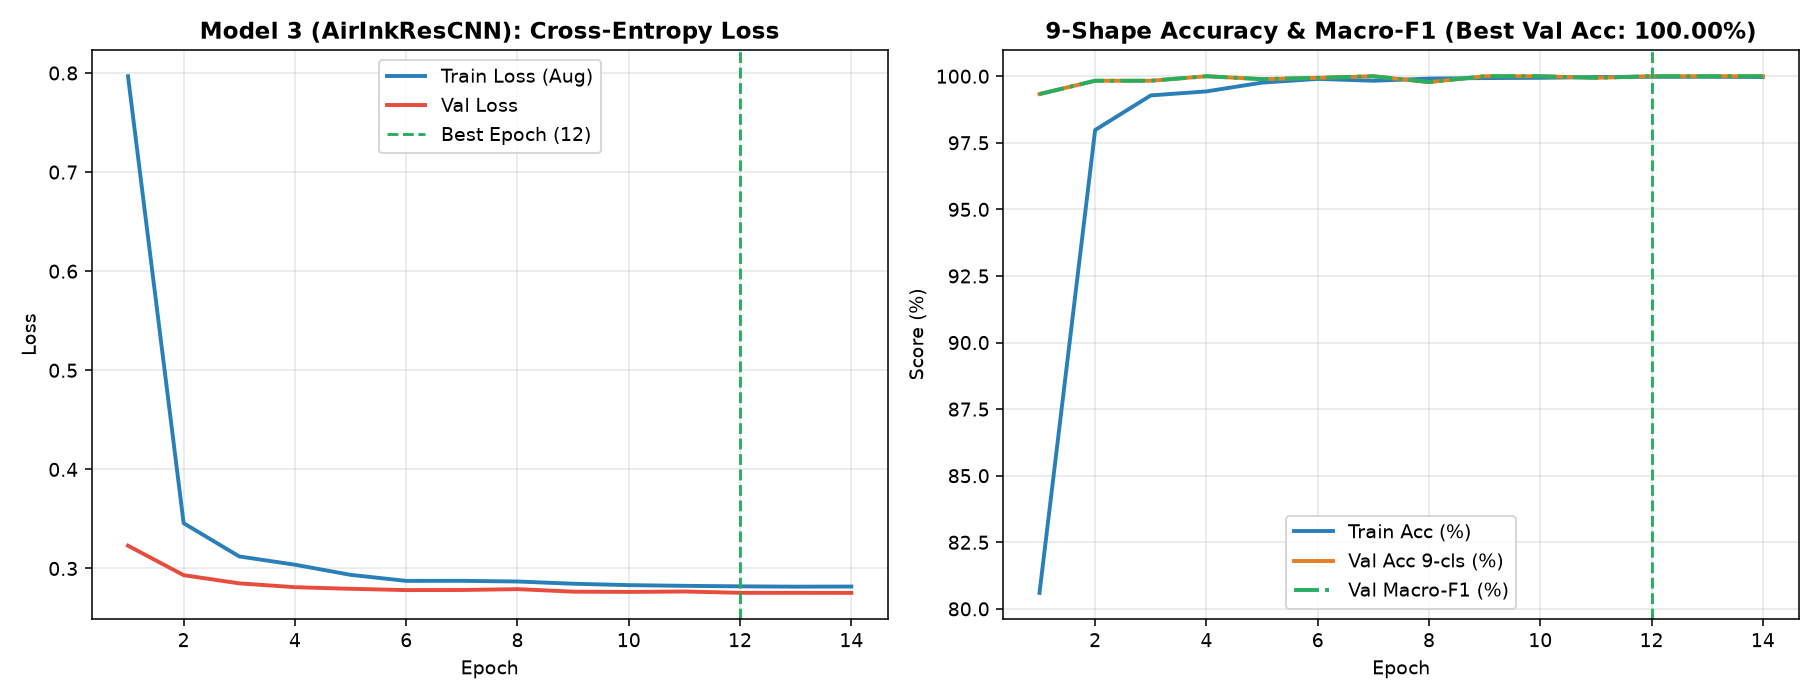 Model 3 (AirInkResCNN): Cross-Entropy Loss
Train Loss (Aug)
Val Loss
Best Epoch (12)
0.8
0.7
0.6
0.5
0.4
0.3
Loss
2 4 6 8 10 12 14
Epoch
9-Shape Accuracy & Macro-F1 (Best Val Acc: 100.00%)
100.0
97.5
95.0
92.5
90.0
87.5
85.0
82.5
80.0
Score (%)
Train Acc (%)
Val Acc 9-cls (%)
Val Macro-F1 (%)
2 4 6 8 10 12 14
Epoch